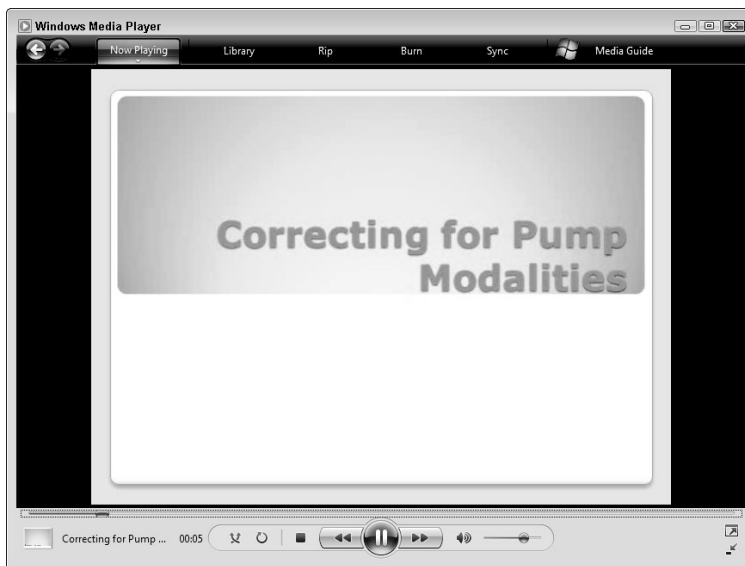 Windows Media Player
Now Playing Library Rip Burn Sync Media Guide
Correcting for Pump
Modalities
Correcting for Pump ... 00:05